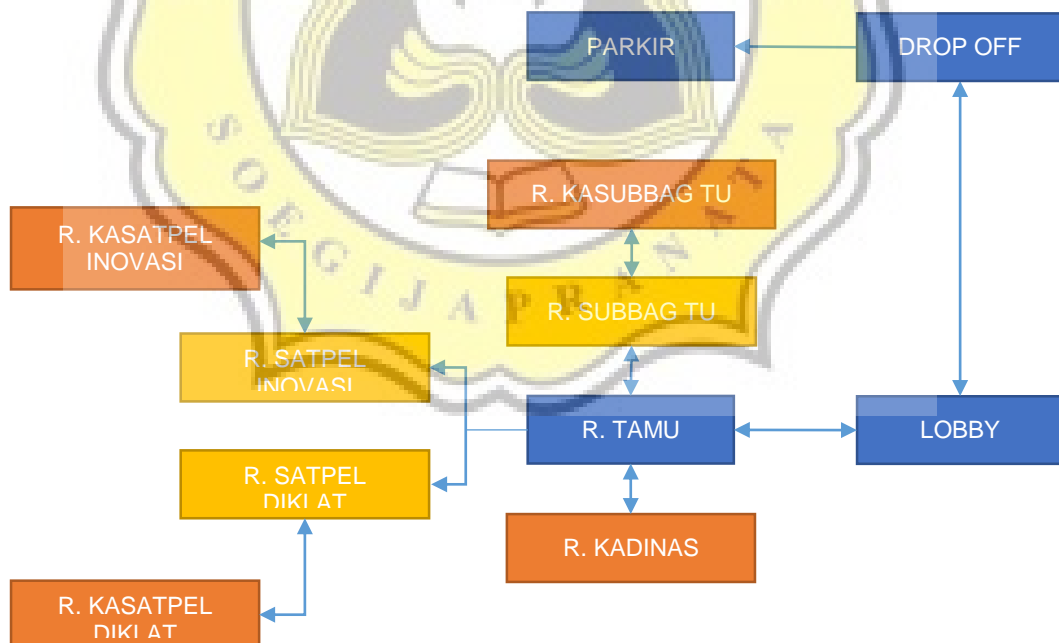 PARKIR
DROP OFF
R. KASUBBAG TU
R. KASATPEL
INOVASI
R. SUBBAG TU
R. SATPEL
INOVASI
R. TAMU
LOBBY
R. SATPEL
DIKLAT
R. KADINAS
R. KASATPEL
DIKLAT
SOEGIJAPRANATA